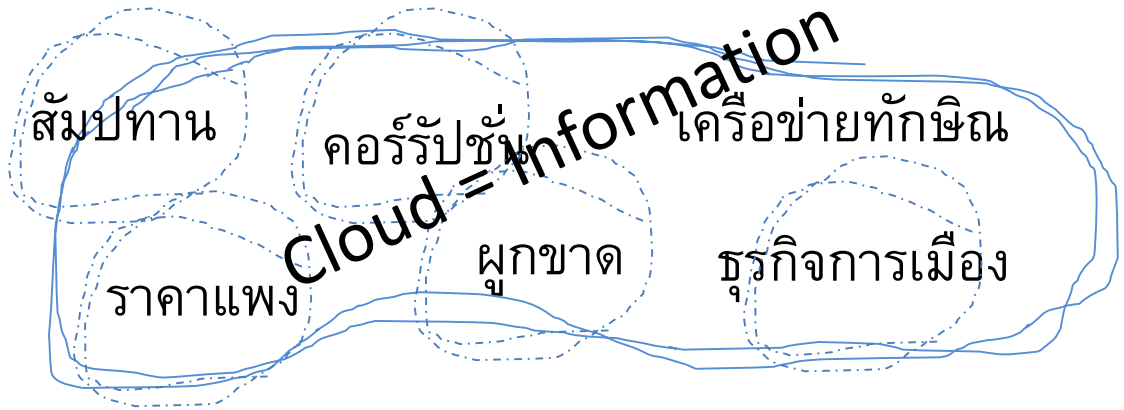 สัมปทาน
คอร์รัปชั่น
เครือข่ายทักษิณ
Cloud = Information
ราคาแพง
ผูกขาด
ธุรกิจการเมือง